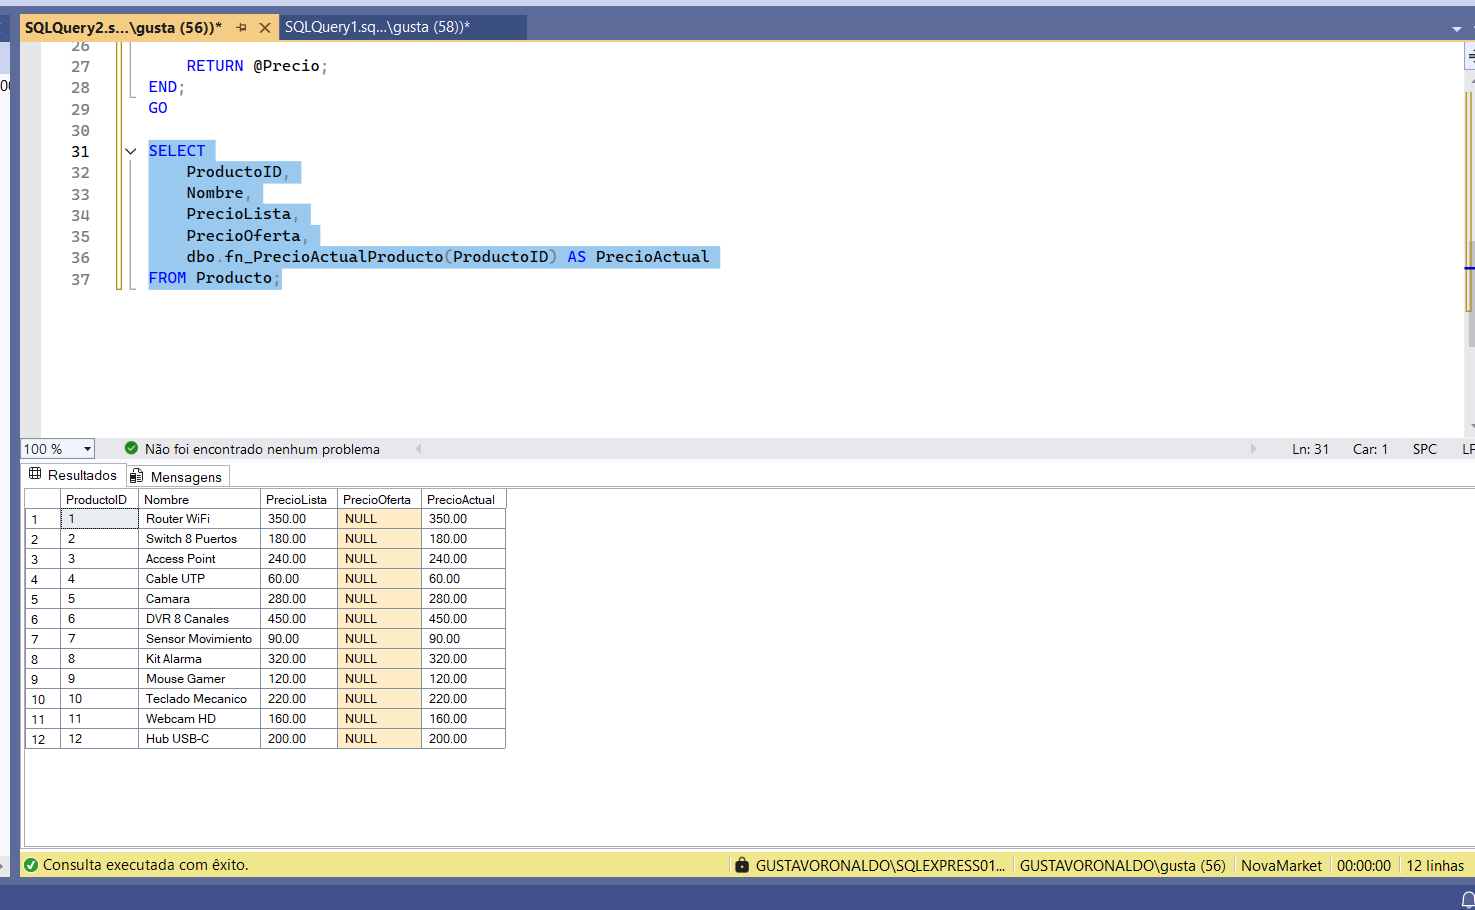 SQLQuery2.s...\gusta (56))*
SQLQuery1.sq...\gusta (58))*
26
27 RETURN @Precio;
28 END;
29 GO
30
31 SELECT
32 ProductoID,
33 Nombre,
34 PrecioLista,
35 PrecioOferta,
36 dbo.fn_PrecioActualProducto(ProductoID) AS PrecioActual
37 FROM Producto;
100 % Não foi encontrado nenhum problema Ln: 31 Car: 1 SPC LF
Resultados Mensagens
ProductoID Nombre PrecioLista PrecioOferta PrecioActual
1 1 Router WiFi 350.00 NULL 350.00
2 2 Switch 8 Puertos 180.00 NULL 180.00
3 3 Access Point 240.00 NULL 240.00
4 4 Cable UTP 60.00 NULL 60.00
5 5 Camara 280.00 NULL 280.00
6 6 DVR 8 Canales 450.00 NULL 450.00
7 7 Sensor Movimiento 90.00 NULL 90.00
8 8 Kit Alarma 320.00 NULL 320.00
9 9 Mouse Gamer 120.00 NULL 120.00
10 10 Teclado Mecanico 220.00 NULL 220.00
11 11 Webcam HD 160.00 NULL 160.00
12 12 Hub USB-C 200.00 NULL 200.00
Consulta executada com êxito. GUSTAVORONALDO\SQLEXPRESS01... GUSTAVORONALDO\gusta (56) NovaMarket 00:00:00 12 linhas